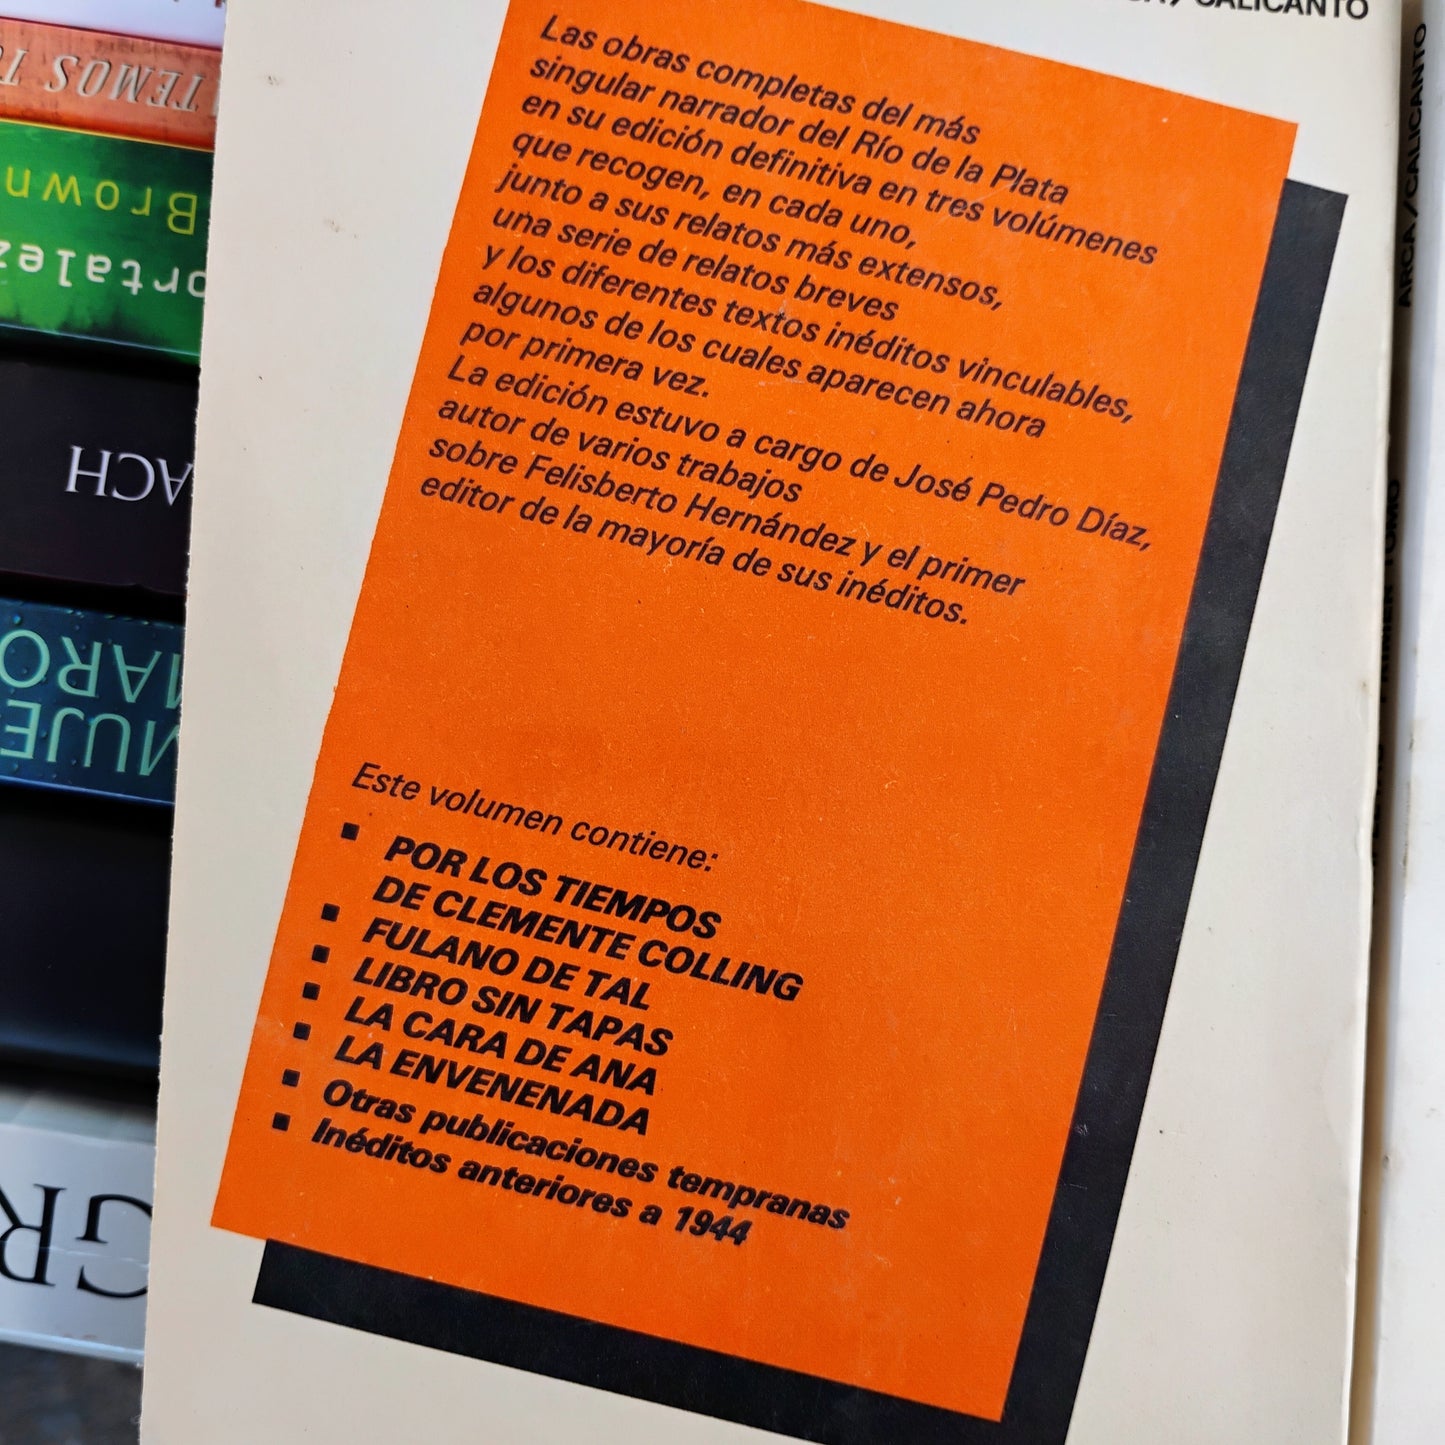 CALICANTO
Las obras completas del más
singular narrador del Río de la Plata
en su edición definitiva en tres volúmenes
que recogen, en cada uno,
junto a sus relatos más extensos,
una serie de relatos breves
y los diferentes textos inéditos vinculables,
algunos de los cuales aparecen ahora
por primera vez.
La edición estuvo a cargo de José Pedro Díaz,
autor de varios trabajos
sobre Felisberto Hernández y el primer
editor de la mayoría de sus inéditos.
Este volumen contiene:
▪ POR LOS TIEMPOS
DE CLEMENTE COLLING
▪ FULANO DE TAL
▪ LIBRO SIN TAPAS
▪ LA CARA DE ANA
▪ LA ENVENENADA
▪ Otras publicaciones tempranas
▪ Inéditos anteriores a 1944
ARCA/CALICANTO
TOMO
TEMOS
Brown
ACH
MUJE
MARO
GR